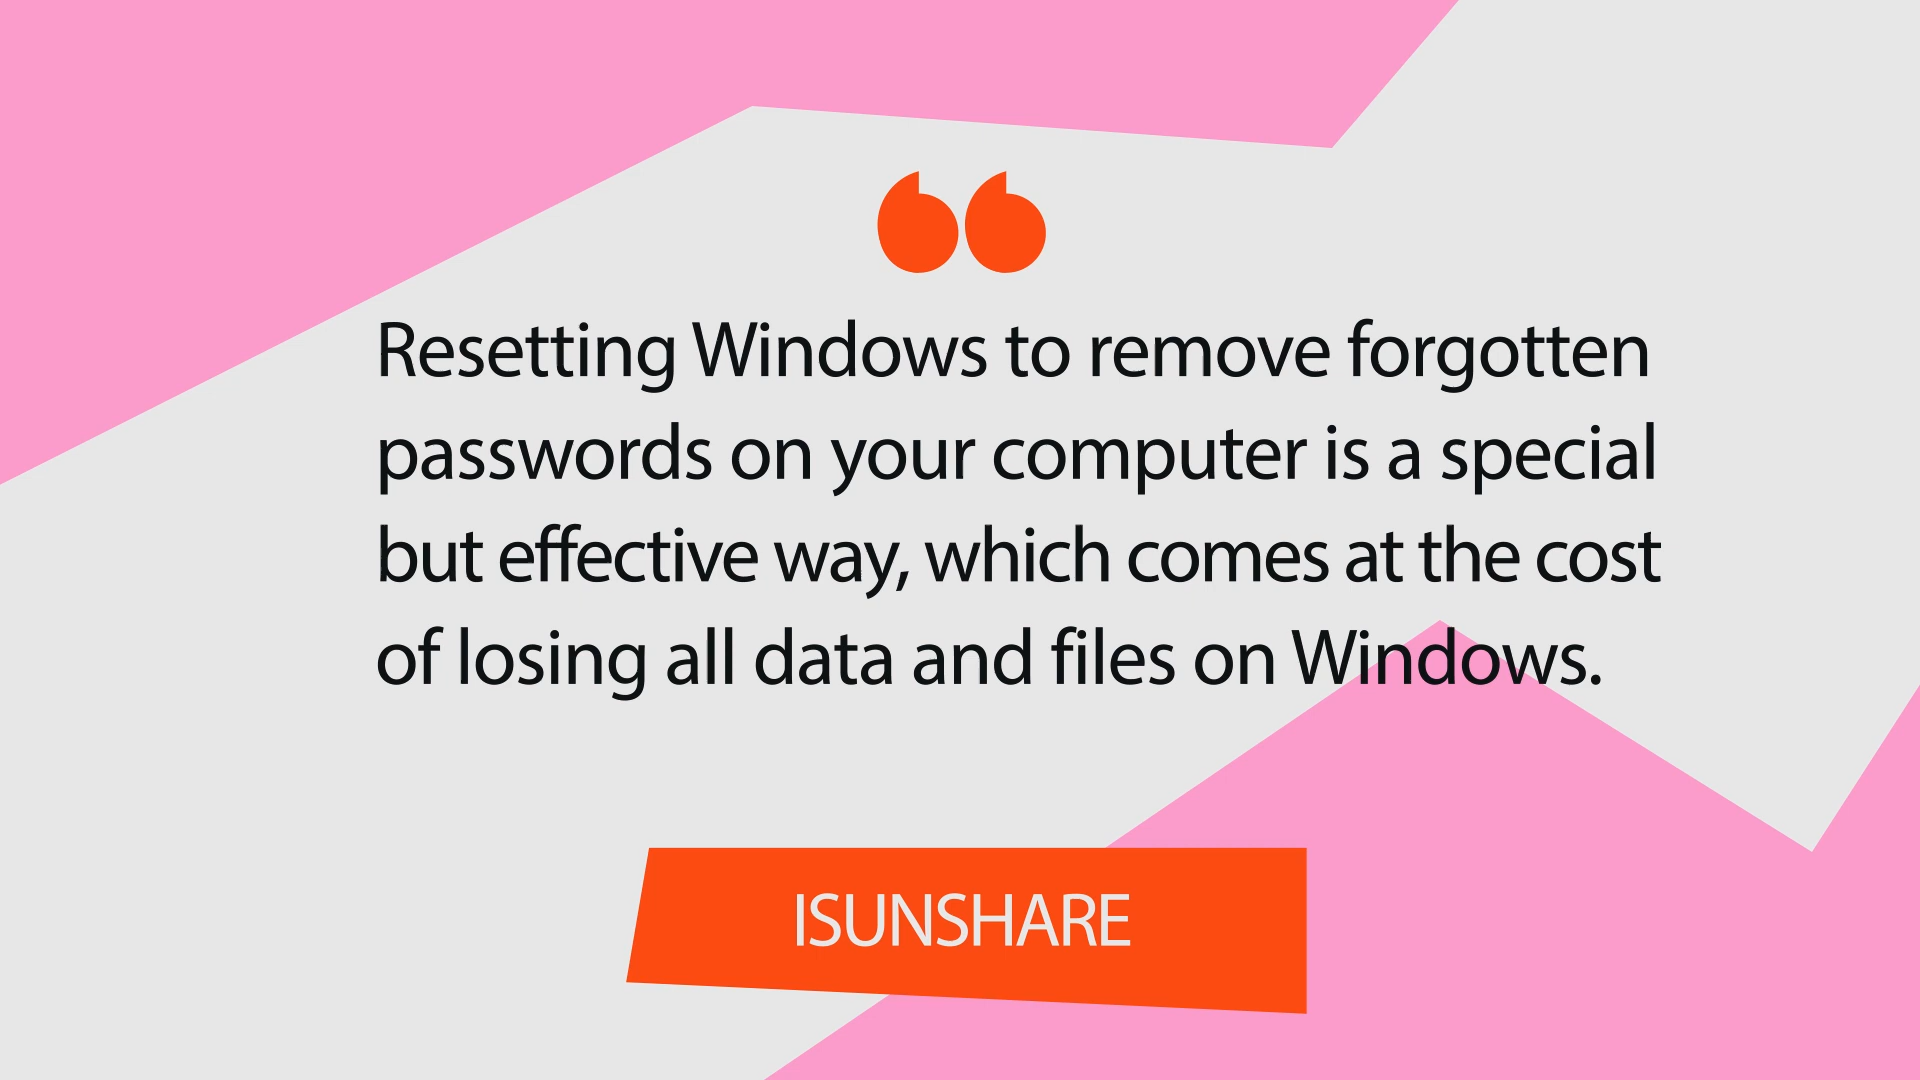 ❝
Resetting Windows to remove forgotten
passwords on your computer is a special
but effective way, which comes at the cost
of losing all data and files on Windows.
ISUNSHARE